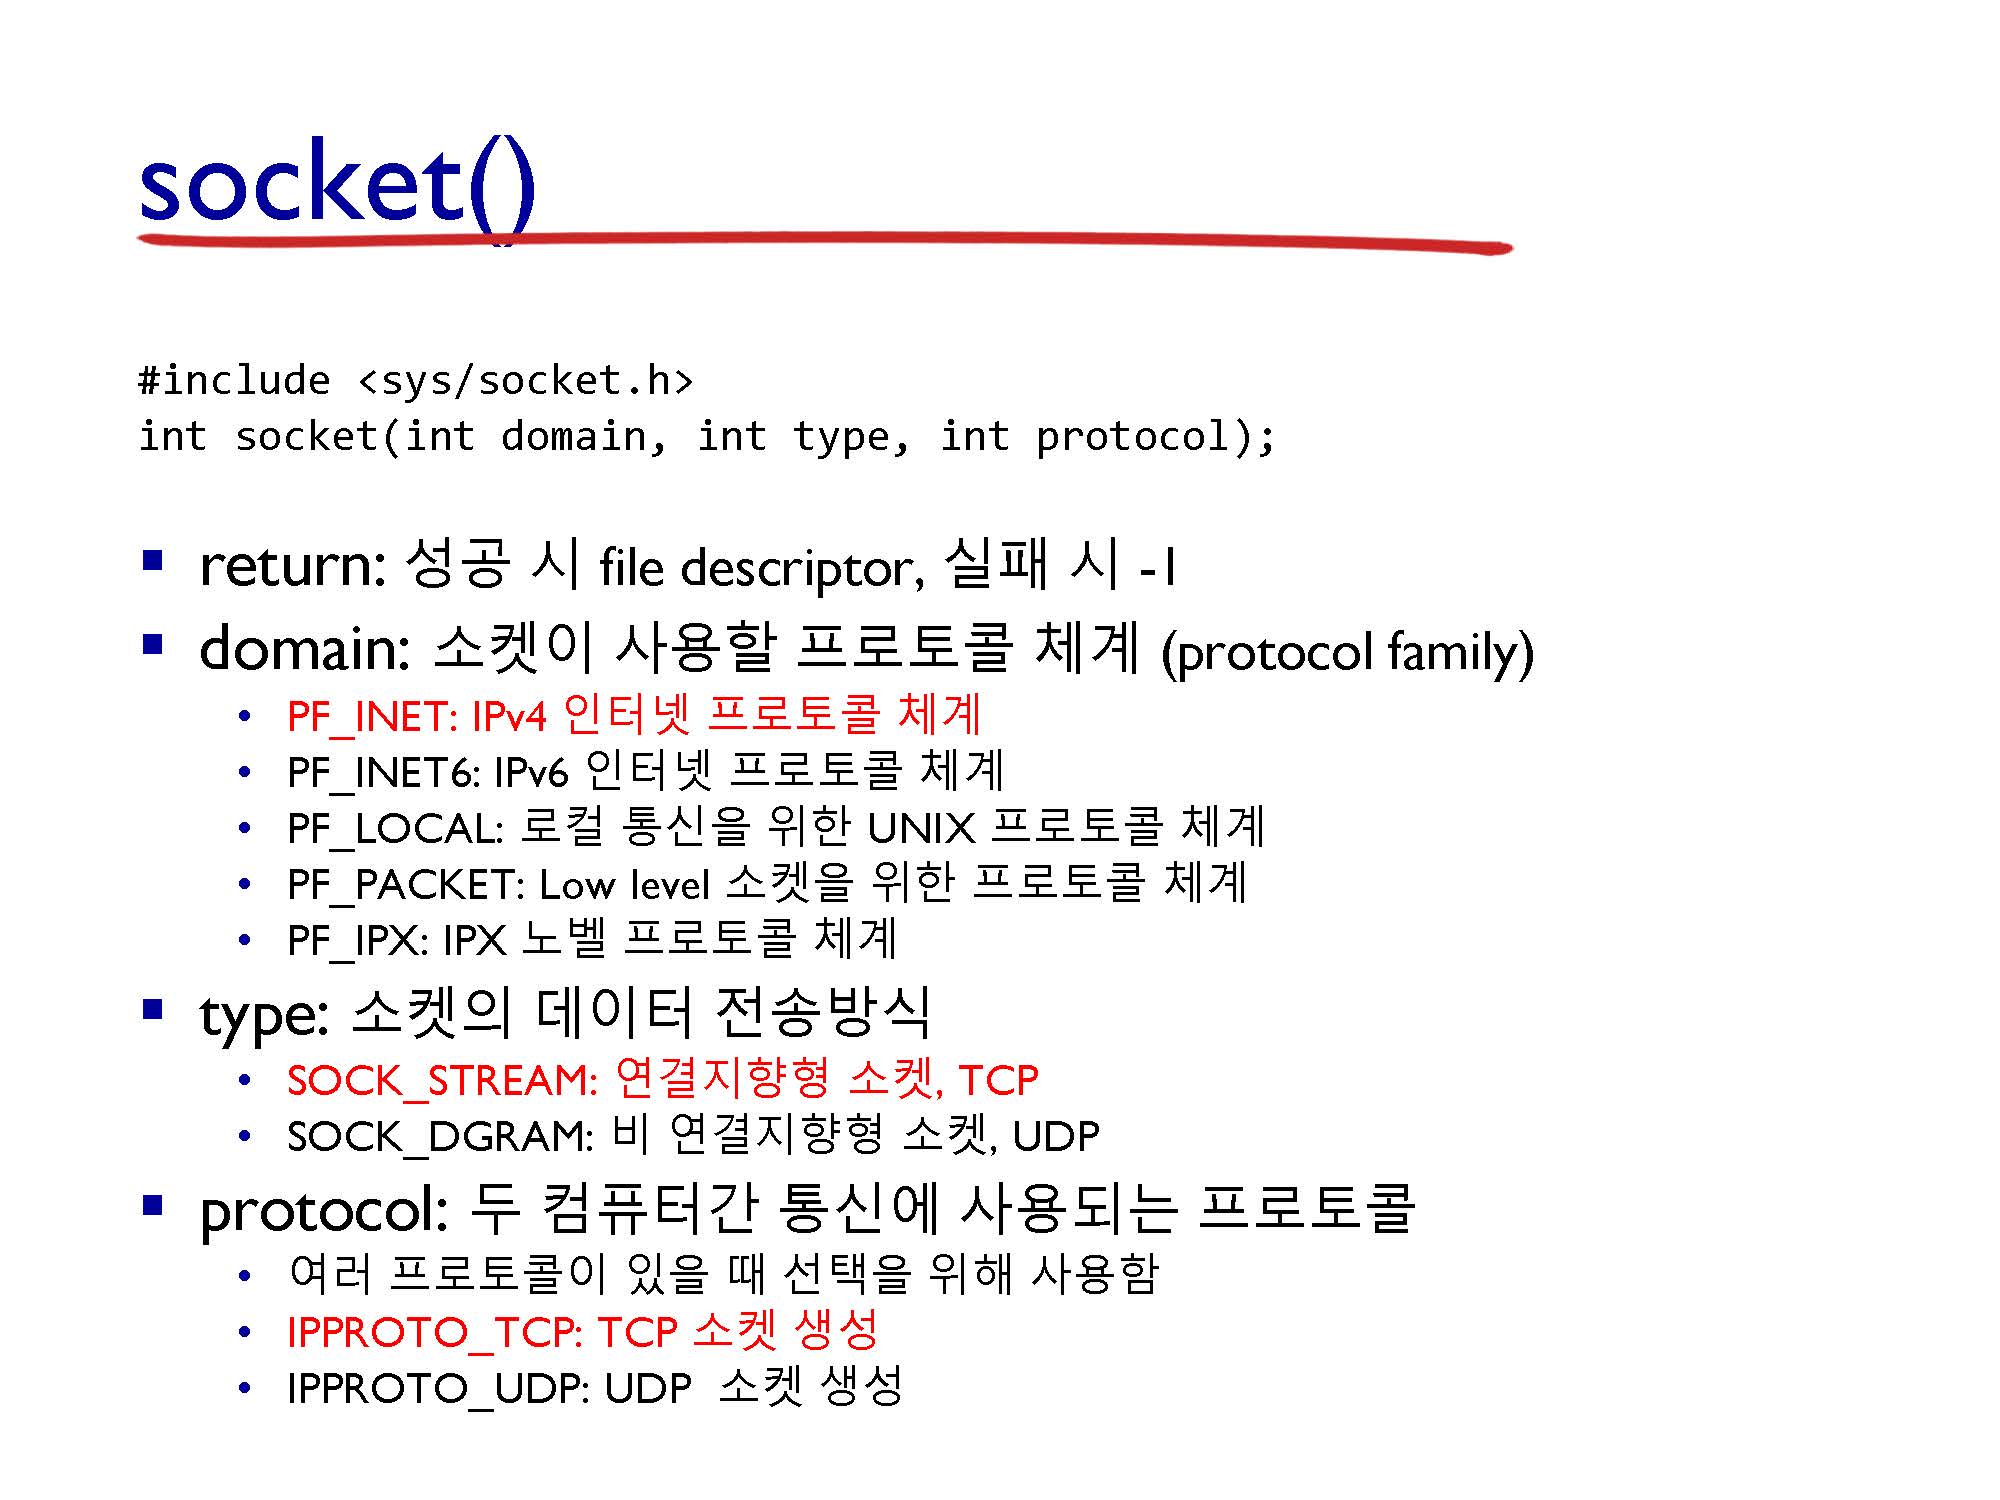 socket()
#include <sys/socket.h>
int socket(int domain, int type, int protocol);
▪ return: 성공 시 file descriptor, 실패 시 -1
▪ domain: 소켓이 사용할 프로토콜 체계 (protocol family)
• PF_INET: IPv4 인터넷 프로토콜 체계
• PF_INET6: IPv6 인터넷 프로토콜 체계
• PF_LOCAL: 로컬 통신을 위한 UNIX 프로토콜 체계
• PF_PACKET: Low level 소켓을 위한 프로토콜 체계
• PF_IPX: IPX 노벨 프로토콜 체계
▪ type: 소켓의 데이터 전송방식
• SOCK_STREAM: 연결지향형 소켓, TCP
• SOCK_DGRAM: 비 연결지향형 소켓, UDP
▪ protocol: 두 컴퓨터간 통신에 사용되는 프로토콜
• 여러 프로토콜이 있을 때 선택을 위해 사용함
• IPPROTO_TCP: TCP 소켓 생성
• IPPROTO_UDP: UDP 소켓 생성